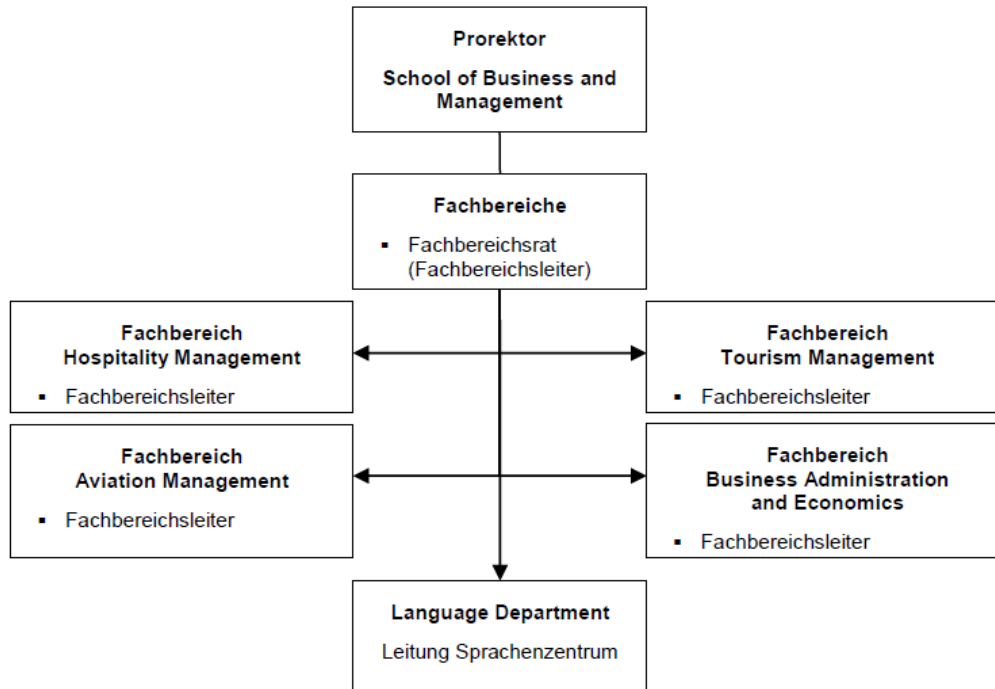 Prorektor
School of Business and
Management
Fachbereiche
▪ Fachbereichsrat
(Fachbereichsleiter)
Fachbereich
Hospitality Management
▪ Fachbereichsleiter
Fachbereich
Tourism Management
▪ Fachbereichsleiter
Fachbereich
Aviation Management
▪ Fachbereichsleiter
Fachbereich
Business Administration
and Economics
▪ Fachbereichsleiter
Language Department
Leitung Sprachenzentrum